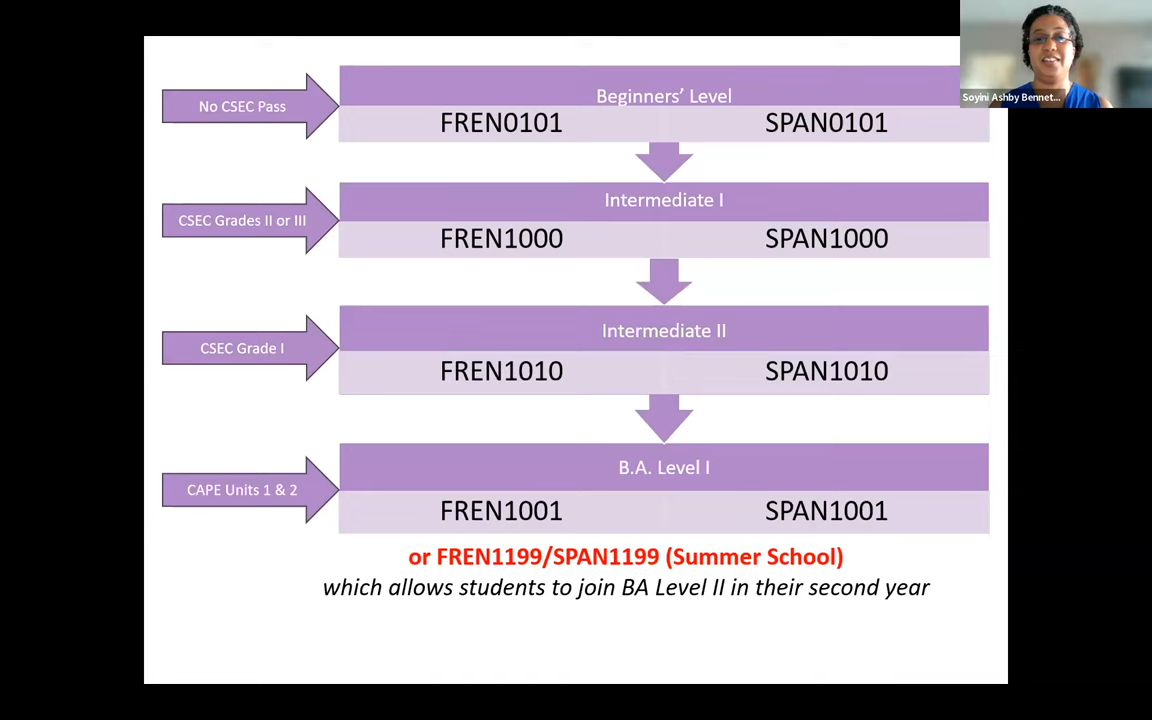 No CSEC Pass
Beginners’ Level
FREN0101 SPAN0101
CSEC Grades II or III
Intermediate I
FREN1000 SPAN1000
CSEC Grade I
Intermediate II
FREN1010 SPAN1010
CAPE Units 1 & 2
B.A. Level I
FREN1001 SPAN1001
or FREN1199/SPAN1199 (Summer School)
which allows students to join BA Level II in their second year
Soyini Ashby Bennet...